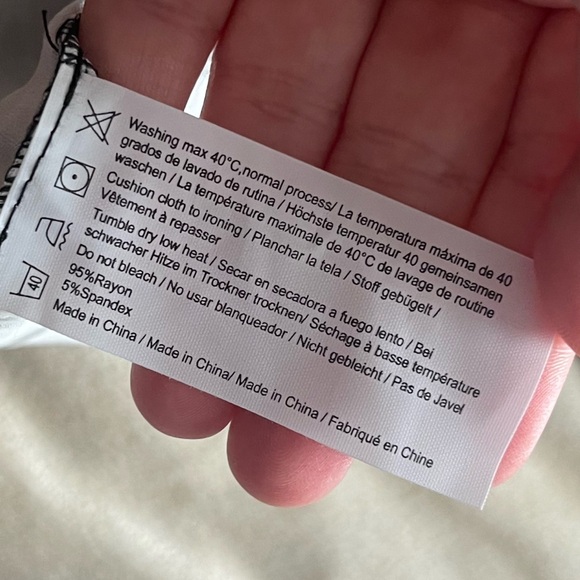 Washing max 40°C,normal process/ La temperatura máxima de 40
grados de lavado de rutina / Höchste temperatur 40 gemeinsamen
waschen / La température maximale de 40°C de lavage de routine
Cushion cloth to ironing / Planchar la tela / Stoff gebügelt /
Vêtement à repasser
Tumble dry low heat / Secar en secadora a fuego lento / Bei
schwacher Hitze im Trockner trocknen/ Séchage à basse température
Do not bleach / No usar blanqueador / Nicht gebleicht / Pas de Javel
95%Rayon
5%Spandex
Made in China / Made in China/ Made in China / Fabriqué en Chine
40